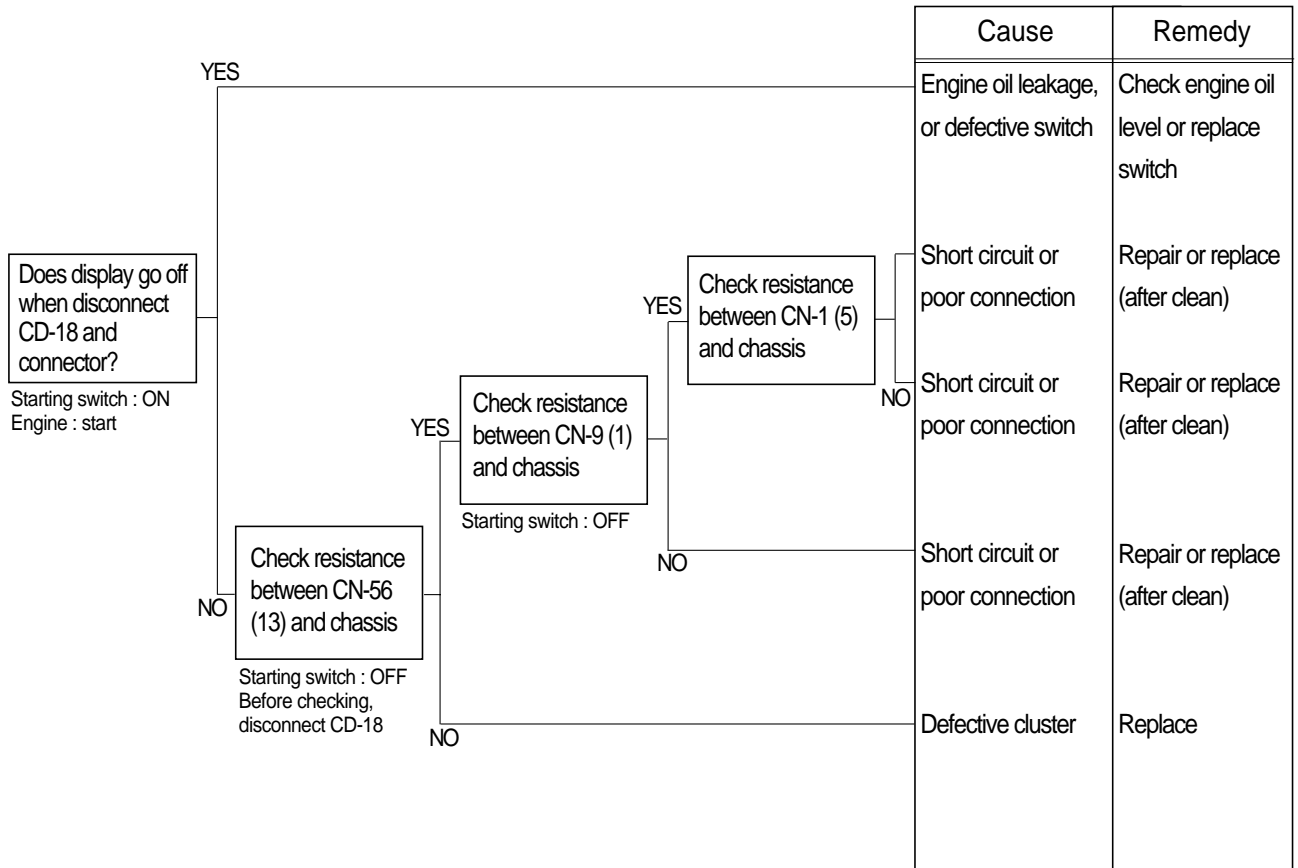 Cause
Remedy
YES
Engine oil leakage,
or defective switch
Check engine oil
level or replace
switch
Does display go off
when disconnect
CD-18 and
connector?
Starting switch : ON
Engine : start
NO
Check resistance
between CN-56
(13) and chassis
Starting switch : OFF
Before checking,
disconnect CD-18
YES
Check resistance
between CN-9 (1)
and chassis
Starting switch : OFF
YES
Check resistance
between CN-1 (5)
and chassis
Short circuit or
poor connection
Repair or replace
(after clean)
NO
Short circuit or
poor connection
Repair or replace
(after clean)
NO
Short circuit or
poor connection
Repair or replace
(after clean)
NO
Defective cluster
Replace